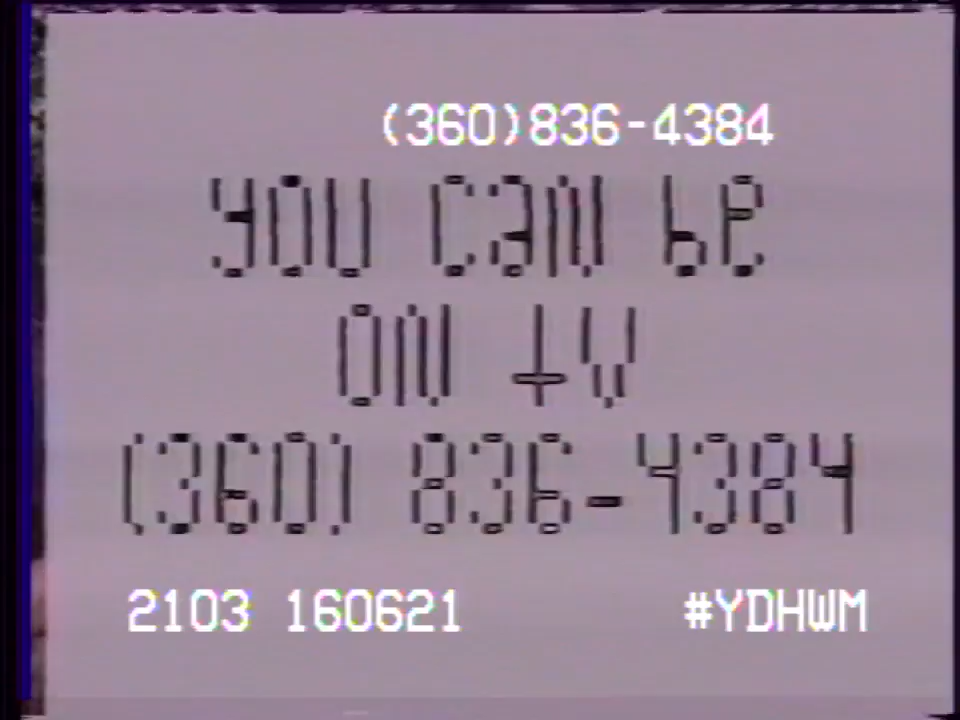 (360)836-4384
YOU CAN BE
ON TV
(360) 836-4384
2103 160621
#YDHWM